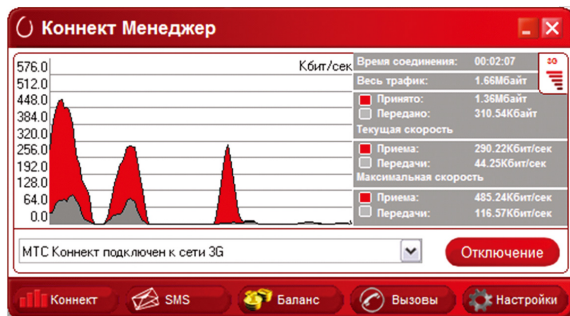 Коннект Менеджер
576.0 Кбит/сек
512.0
448.0
384.0
320.0
256.0
192.0
128.0
64.0
0.0
Время соединения: 00:02:07
Весь трафик: 1.66Мбайт
Принято: 1.36Мбайт
Передано: 310.54Кбайт
Текущая скорость
Приема: 290.22Кбит/сек
Передачи: 44.25Кбит/сек
Максимальная скорость
Приема: 485.24Кбит/сек
Передачи: 116.57Кбит/сек
3G
МТС Коннект подключен к сети 3G
Отключение
Коннект SMS Баланс Вызовы Настройки